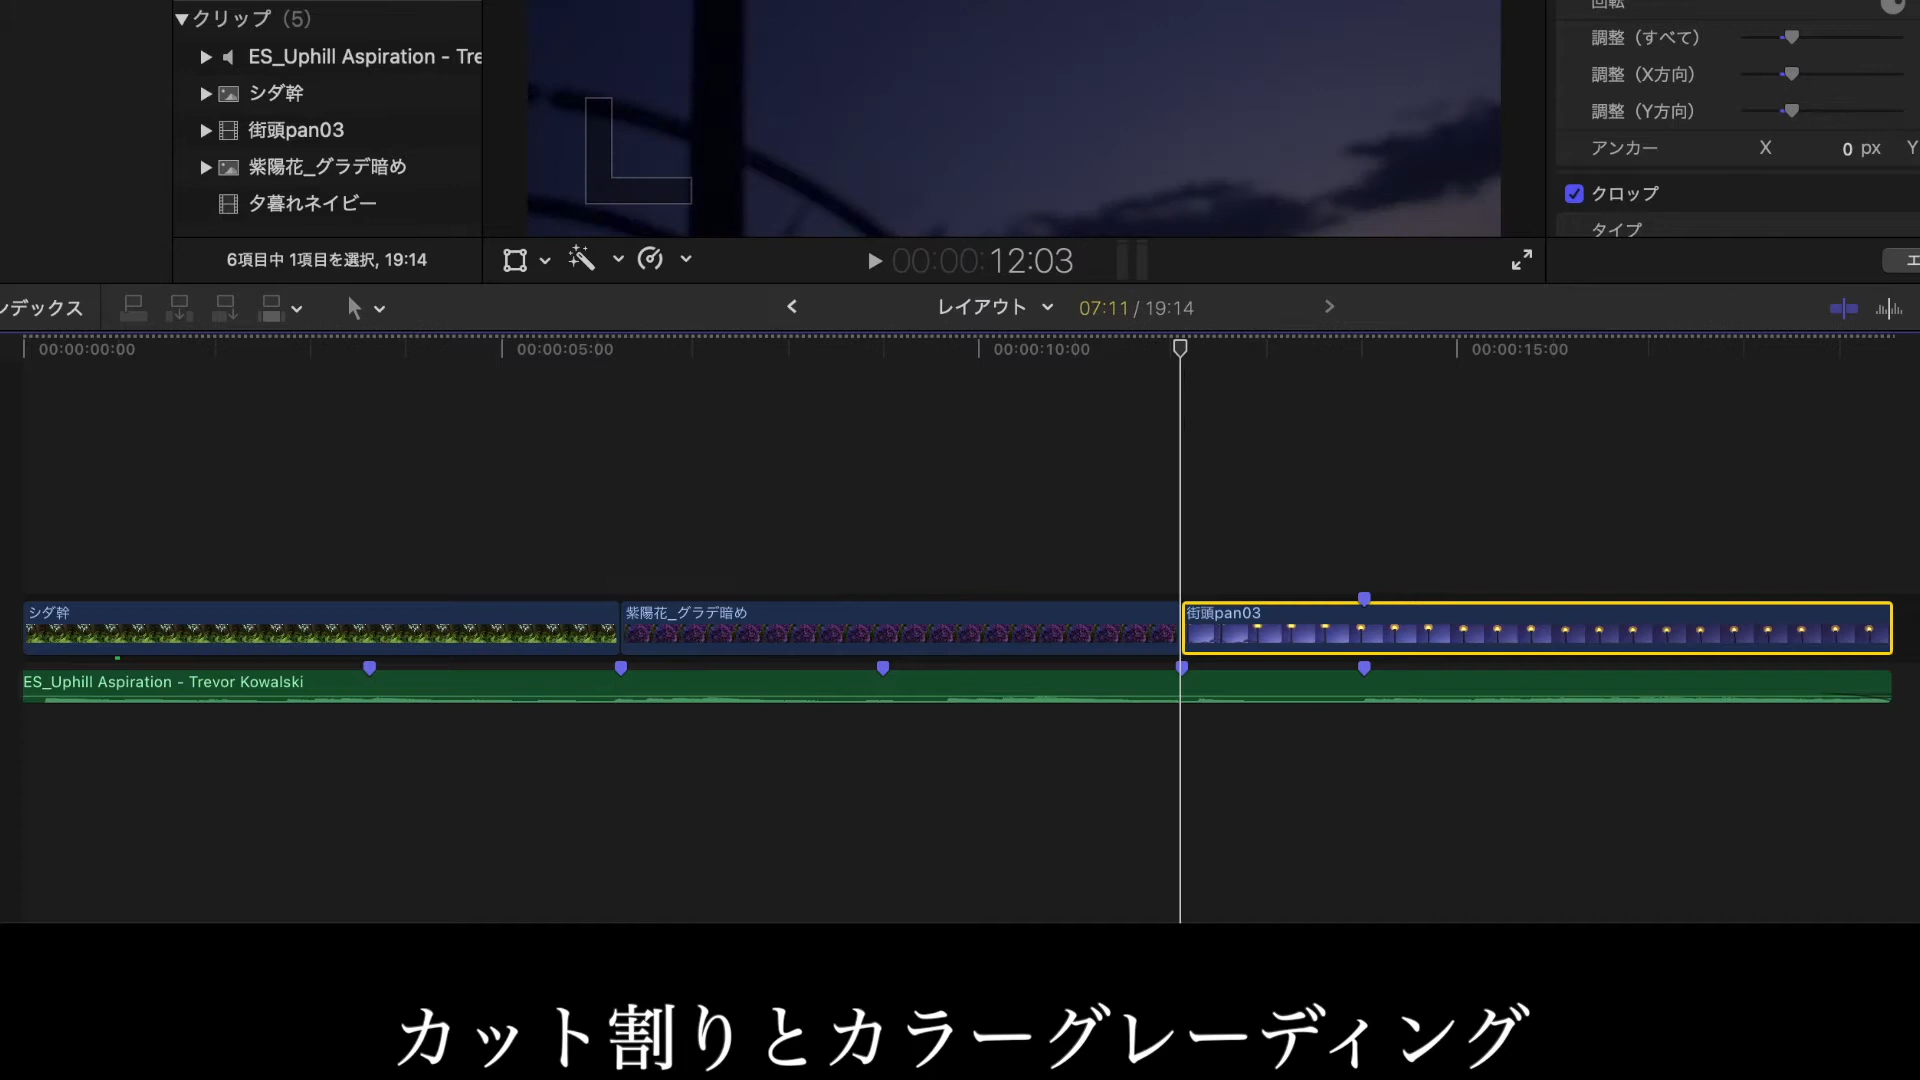 クリップ (5)
ES_Uphill Aspiration - Tre
シダ幹
街頭pan03
紫陽花_グラデ暗め
夕暮れネイビー
6項目中 1項目を選択, 19:14
00:00:00:12:03
回転
調整 (すべて)
調整 (X方向)
調整 (Y方向)
アンカー X 0 px Y
クロップ
タイプ
エ
ンデックス
レイアウト 07:11 / 19:14
00:00:00:00 00:00:05:00 00:00:10:00 00:00:15:00
シダ幹 紫陽花_グラデ暗め 街頭pan03
ES_Uphill Aspiration - Trevor Kowalski
カット割りとカラーグレーディング